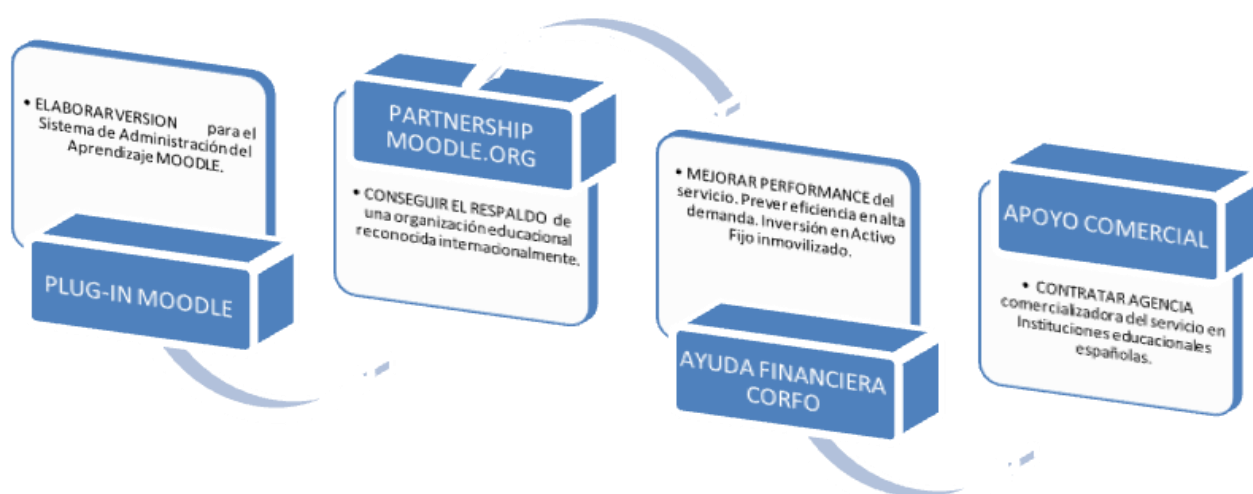 • ELABORAR VERSION para el
Sistema de Administración del
Aprendizaje MOODLE.
PLUG-IN MOODLE
PARTNERSHIP
MOODLE.ORG
• CONSEGUIR EL RESPALDO de
una organización educacional
reconocida internacionalmente.
• MEJORAR PERFORMANCE del
servicio. Prever eficiencia en alta
demanda. Inversión en Activo
Fijo inmovilizado.
AYUDA FINANCIERA
CORFO
APOYO COMERCIAL
• CONTRATAR AGENCIA
comercializadora del servicio en
Instituciones educacionales
españolas.